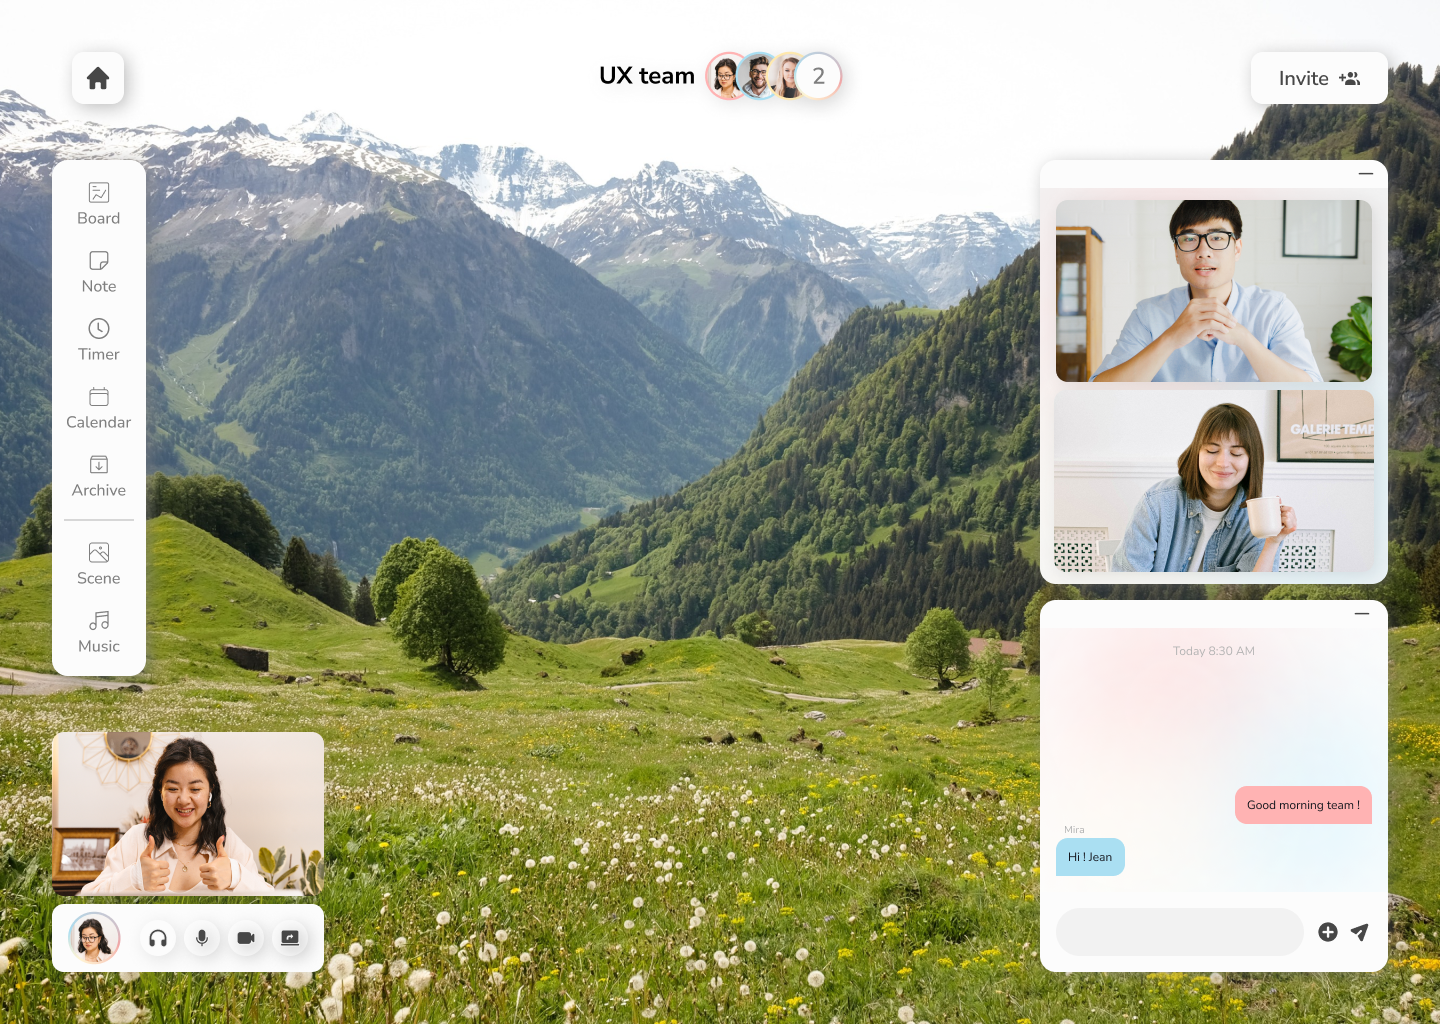 UX team
2
Invite
Board
Note
Timer
Calendar
Archive
Scene
Music
GALERIE TEMP
Today 8:30 AM
Good morning team !
Mira
Hi ! Jean